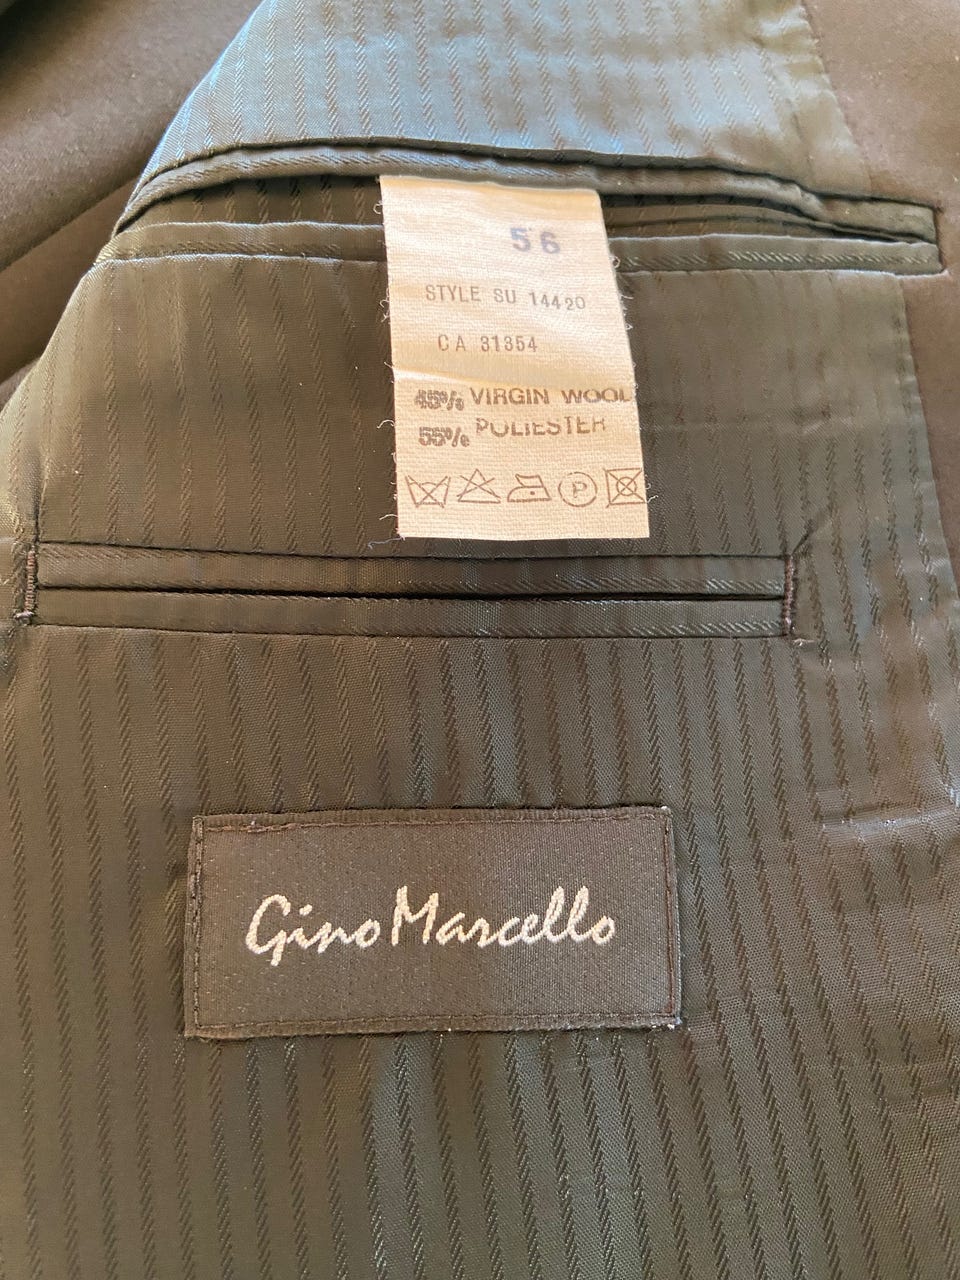 56
STYLE SU 14420
CA 31354
45% VIRGIN WOOL
55% POLIESTER
P
Gino Marcello